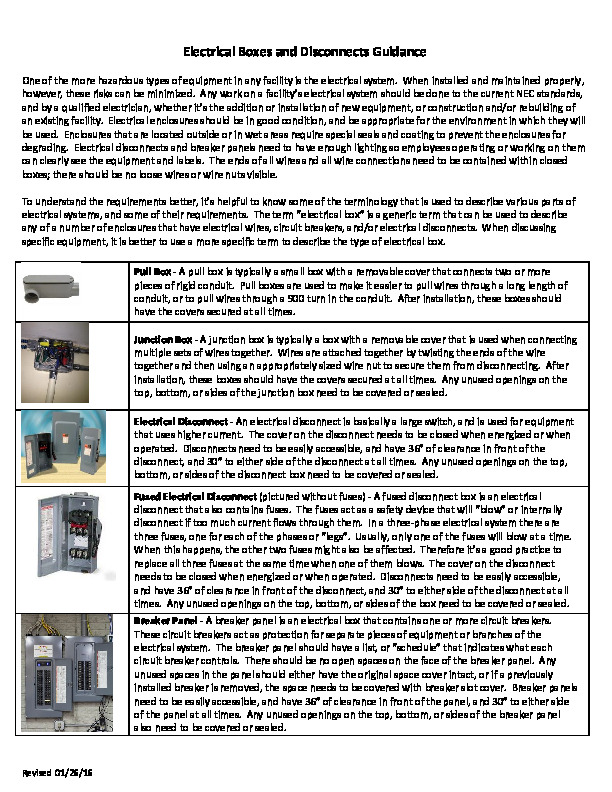 Electrical Boxes and Disconnects Guidance
One of the more hazardous types of equipment in any facility is the electrical system. When installed and maintained properly,
however, these risks can be minimized. Any work on a facility's electrical system should be done to the current NEC standards,
and by a qualified electrician, whether it's the addition or installation of new equipment, or construction and/or rebuilding of
an existing facility. Electrical enclosures should be in good condition, and be appropriate for the environment in which they will
be used. Enclosures that are located outside or in wet areas require special seals and coating to prevent the enclosures for
degrading. Electrical disconnects and breaker panels need to have enough lighting so employees operating or working on them
can clearly see the equipment and labels. The ends of all wires and all wire connections need to be contained within closed
boxes; there should be no loose wires or wire nuts visible.
To understand the requirements better, it's helpful to know some of the terminology that is used to describe various parts of
electrical systems, and some of their requirements. The term "electrical box" is a generic term that can be used to describe
any of a number of enclosures that have electrical wires, circuit breakers, and/or electrical disconnects. When discussing
specific equipment, it is better to use a more specific term to describe the type of electrical box.
Pull Box - A pull box is typically a small box with a removable cover that connects two or more
pieces of rigid conduit. Pull boxes are used to make it easier to pull wires through a long length of
conduit, or to pull wires through a 900 turn in the conduit. After installation, these boxes should
have the covers secured at all times.
Junction Box - A junction box is typically a box with a removable cover that is used when connecting
multiple sets of wires together. Wires are attached together by twisting the ends of the wire
together and then using an appropriately sized wire nut to secure them from disconnecting. After
installation, these boxes should have the covers secured at all times. Any unused openings on the
top, bottom, or sides of the junction box need to be covered or sealed.
Electrical Disconnect - An electrical disconnect is basically a large switch, and is used for equipment
that uses higher current. The cover on the disconnect needs to be closed when energized or when
operated. Disconnects need to be easily accessible, and have 36" of clearance in front of the
disconnect, and 30" to either side of the disconnect at all times. Any unused openings on the top,
bottom, or sides of the disconnect box need to be covered or sealed.
Fused Electrical Disconnect (pictured without fuses) - A fused disconnect box is an electrical
disconnect that also contains fuses. The fuses act as a safety device that will "blow" or internally
disconnect if too much current flows through them. In a three-phase electrical system there are
three fuses, one for each of the phases or "legs". Usually, only one of the fuses will blow at a time.
When this happens, the other two fuses might also be affected. Therefore it's a good practice to
replace all three fuses at the same time when one of them blows. The cover on the disconnect
needs to be closed when energized or when operated. Disconnects need to be easily accessible,
and have 36" of clearance in front of the disconnect, and 30" to either side of the disconnect at all
times. Any unused openings on the top, bottom, or sides of the box need to be covered or sealed.
Breaker Panel - A breaker panel is an electrical box that contains one or more circuit breakers.
These circuit breakers act as protection for separate pieces of equipment or branches of the
electrical system. The breaker panel should have a list, or "schedule" that indicates what each
circuit breaker controls. There should be no open spaces on the face of the breaker panel. Any
unused spaces in the panel should either have the original space cover intact, or if a previously
installed breaker is removed, the space needs to be covered with breaker slot cover. Breaker panels
need to be easily accessible, and have 36" of clearance in front of the panel, and 30" to either side
of the panel at all times. Any unused openings on the top, bottom, or sides of the breaker panel
also need to be covered or sealed.
Revised 01/26/16